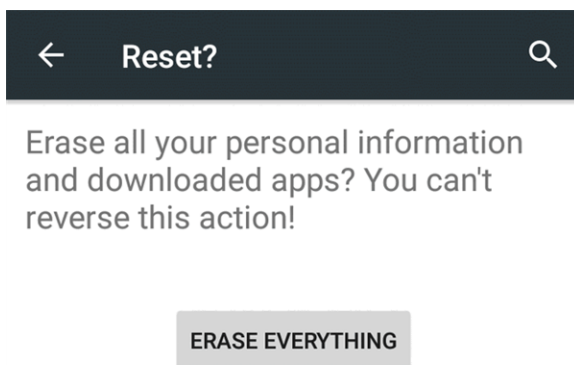 Reset?
Erase all your personal information
and downloaded apps? You can't
reverse this action!
ERASE EVERYTHING